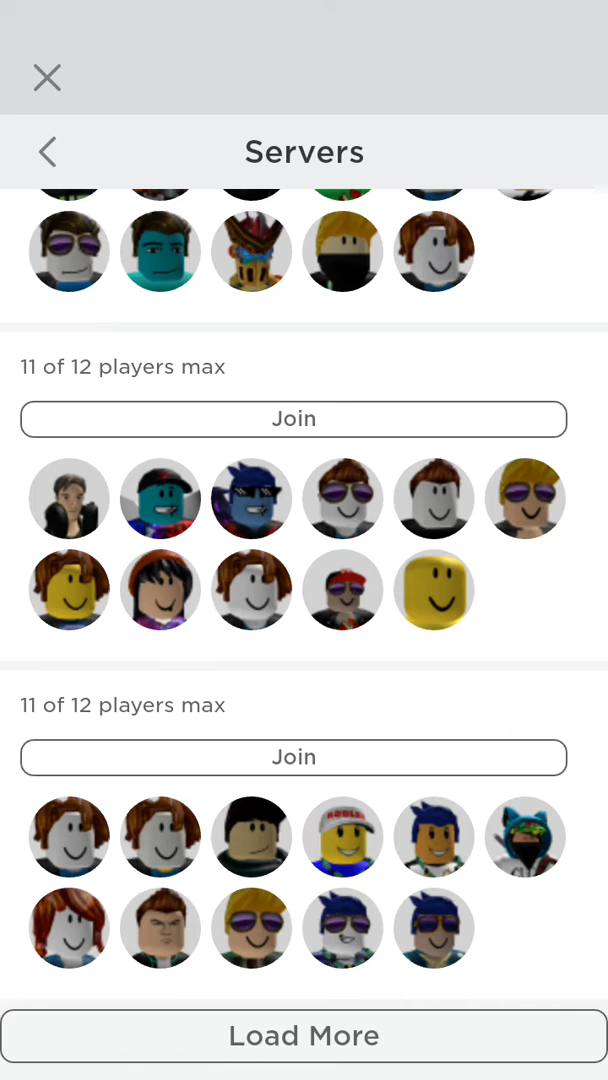 Servers
11 of 12 players max
Join
11 of 12 players max
Join
Load More